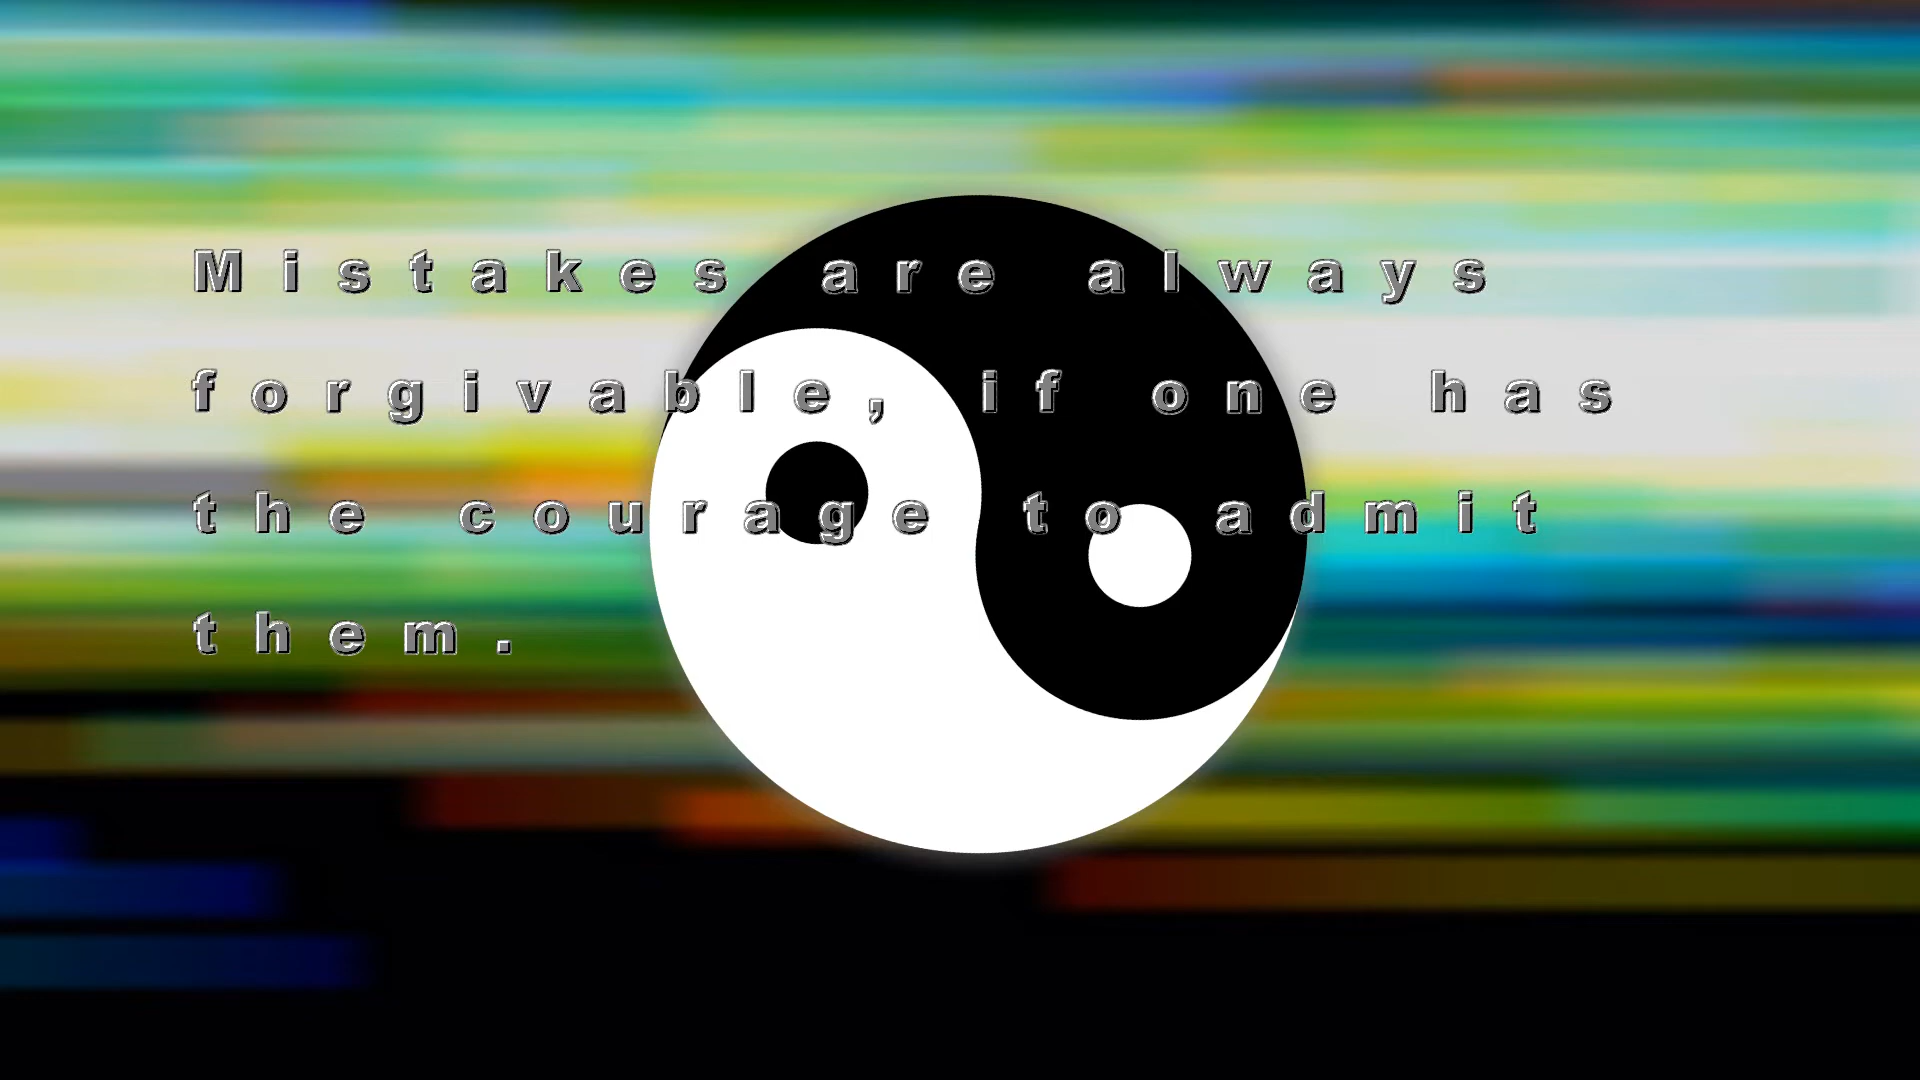 Mistakes are always
forgivable, if one has
the courage to admit
them.